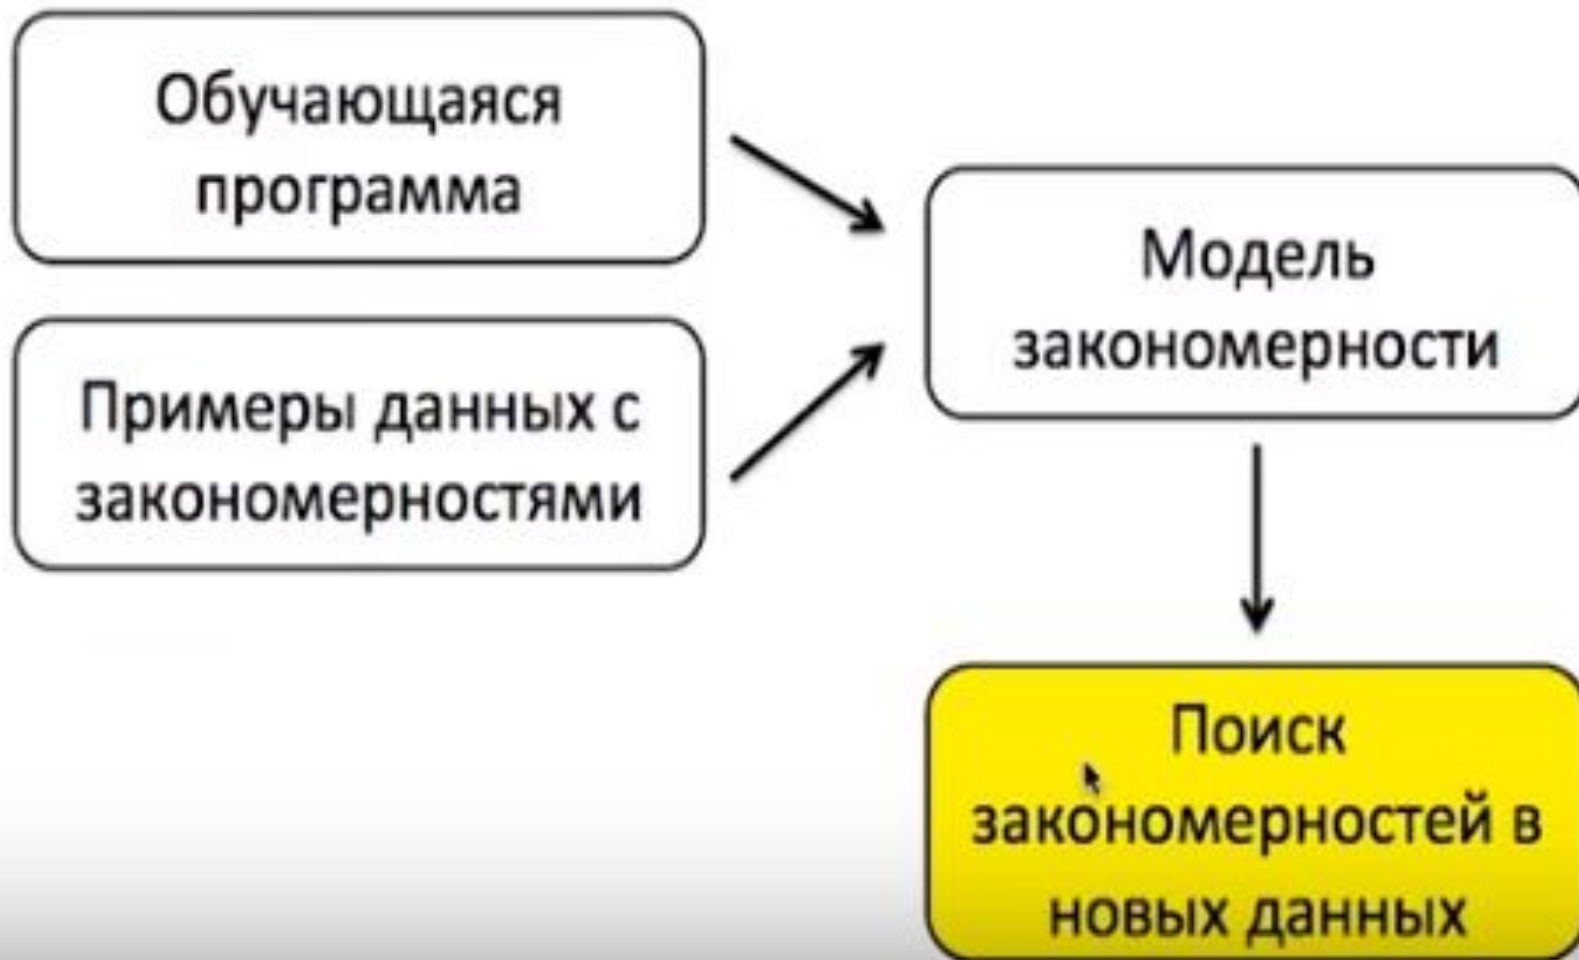 Обучающаяся
программа
Примеры данных с
закономерностями
Модель
закономерности
Поиск
закономерностей в
новых данных